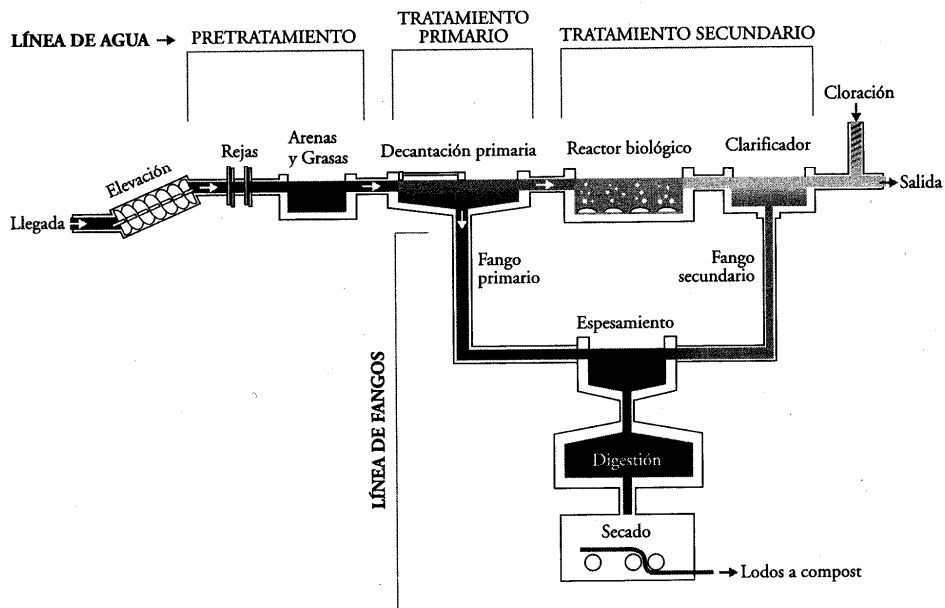 LÍNEA DE AGUA →
PRETRATAMIENTO
TRATAMIENTO
PRIMARIO
TRATAMIENTO SECUNDARIO
Cloración
Arenas
y Grasas
Rejas
Decantación primaria
Reactor biológico
Clarificador
Elevación
Salida
Llegada
Fango
primario
Fango
secundario
Espesamiento
LÍNEA DE FANGOS
Digestión
Secado
Lodos a compost